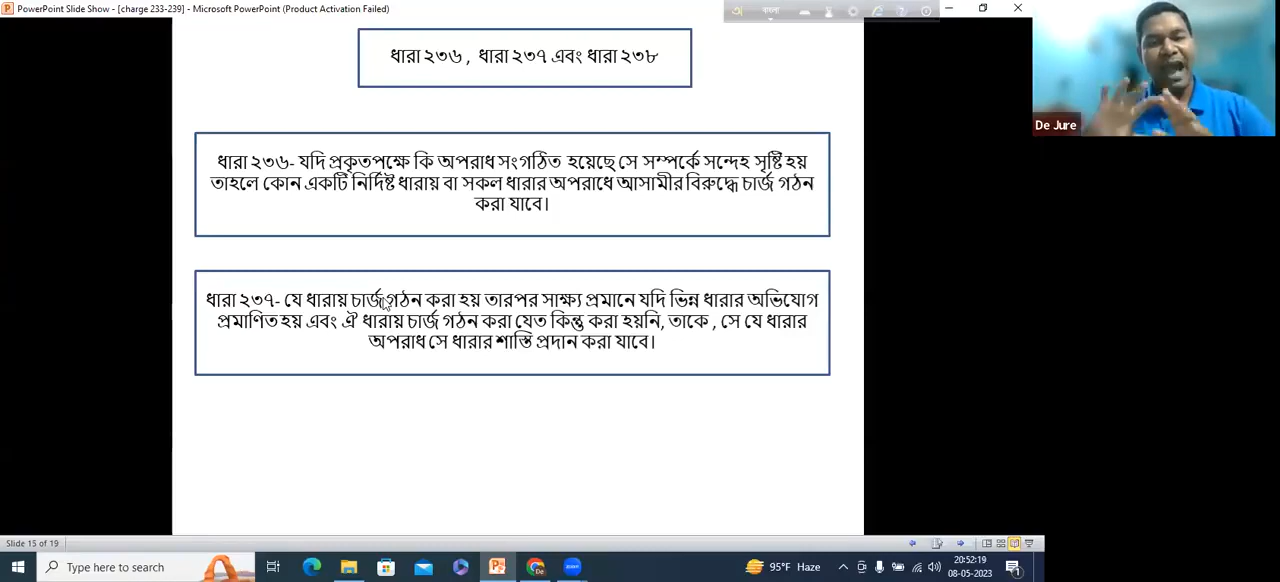 PowerPoint Slide Show - [charge 233-239] - Microsoft PowerPoint (Product Activation Failed)
বাংলা
ধারা ২৩৬ , ধারা ২৩৭ এবং ধারা ২৩৮
De Jure
ধারা ২৩৬- যদি প্রকৃতপক্ষে কি অপরাধ সংগঠিত হয়েছে সে সম্পর্কে সন্দেহ সৃষ্টি হয়
তাহলে কোন একটি নির্দিষ্ট ধারায় বা সকল ধারার অপরাধে আসামীর বিরুদ্ধে চার্জ গঠন
করা যাবে।
ধারা ২৩৭- যে ধারায় চার্জ গঠন করা হয় তারপর সাক্ষ্য প্রমানে যদি ভিন্ন ধারার অভিযোগ
প্রমাণিত হয় এবং ঐ ধারায় চার্জ গঠন করা যেত কিন্তু করা হয়নি, তাকে , সে যে ধারার
অপরাধ সে ধারার শাস্তি প্রদান করা যাবে।
Slide 15 of 19
Type here to search
95°F Haze
20:52:19
08-05-2023